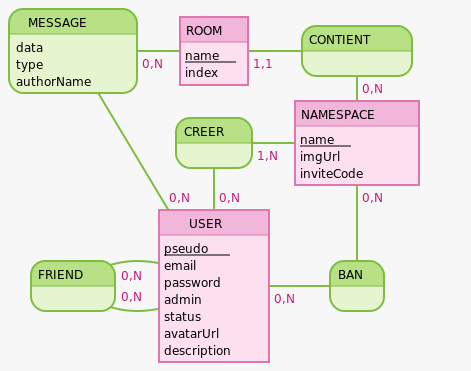 MESSAGE
data
type
authorName
0,N
ROOM
name
index
1,1
CONTIENT
0,N
NAMESPACE
name
imgUrl
inviteCode
CREER
1,N
0,N
0,N
0,N
USER
pseudo
email
password
admin
status
avatarUrl
description
FRIEND
0,N
0,N
0,N
BAN